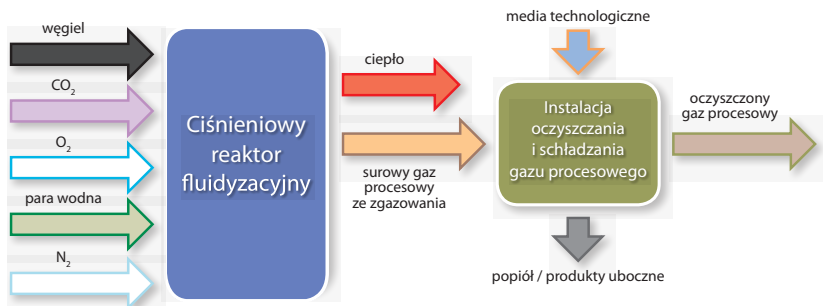 węgiel
CO₂
O₂
para wodna
N₂
Ciśnieniowy
reaktor
fluidyzacyjny
ciepło
surowy gaz
procesowy
ze zgazowania
media technologiczne
Instalacja
oczyszczania
i schładzania
gazu procesowego
popiół / produkty uboczne
oczyszczony
gaz procesowy